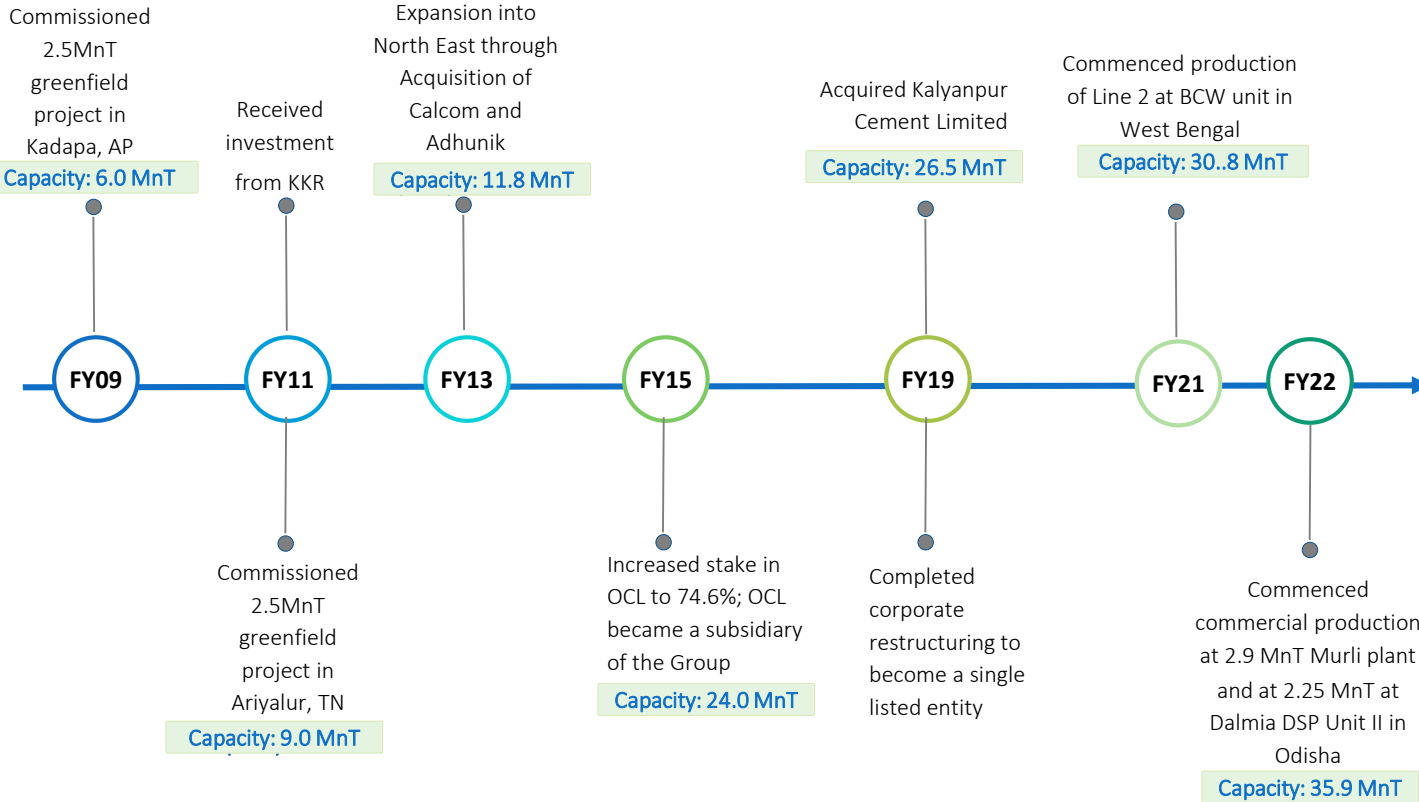 Commissioned
2.5MnT
greenfield
project in
Kadapa, AP
Capacity: 6.0 MnT
Received
investment
from KKR
Expansion into
North East through
Acquisition of
Calcom and
Adhunik
Capacity: 11.8 MnT
Acquired Kalyanpur
Cement Limited
Capacity: 26.5 MnT
Commenced production
of Line 2 at BCW unit in
West Bengal
Capacity: 30..8 MnT
FY09
FY11
FY13
FY15
FY19
FY21
FY22
Commissioned
2.5MnT
greenfield
project in
Ariyalur, TN
Capacity: 9.0 MnT
Increased stake in
OCL to 74.6%; OCL
became a subsidiary
of the Group
Capacity: 24.0 MnT
Completed
corporate
restructuring to
become a single
listed entity
Commenced
commercial production
at 2.9 MnT Murli plant
and at 2.25 MnT at
Dalmia DSP Unit II in
Odisha
Capacity: 35.9 MnT